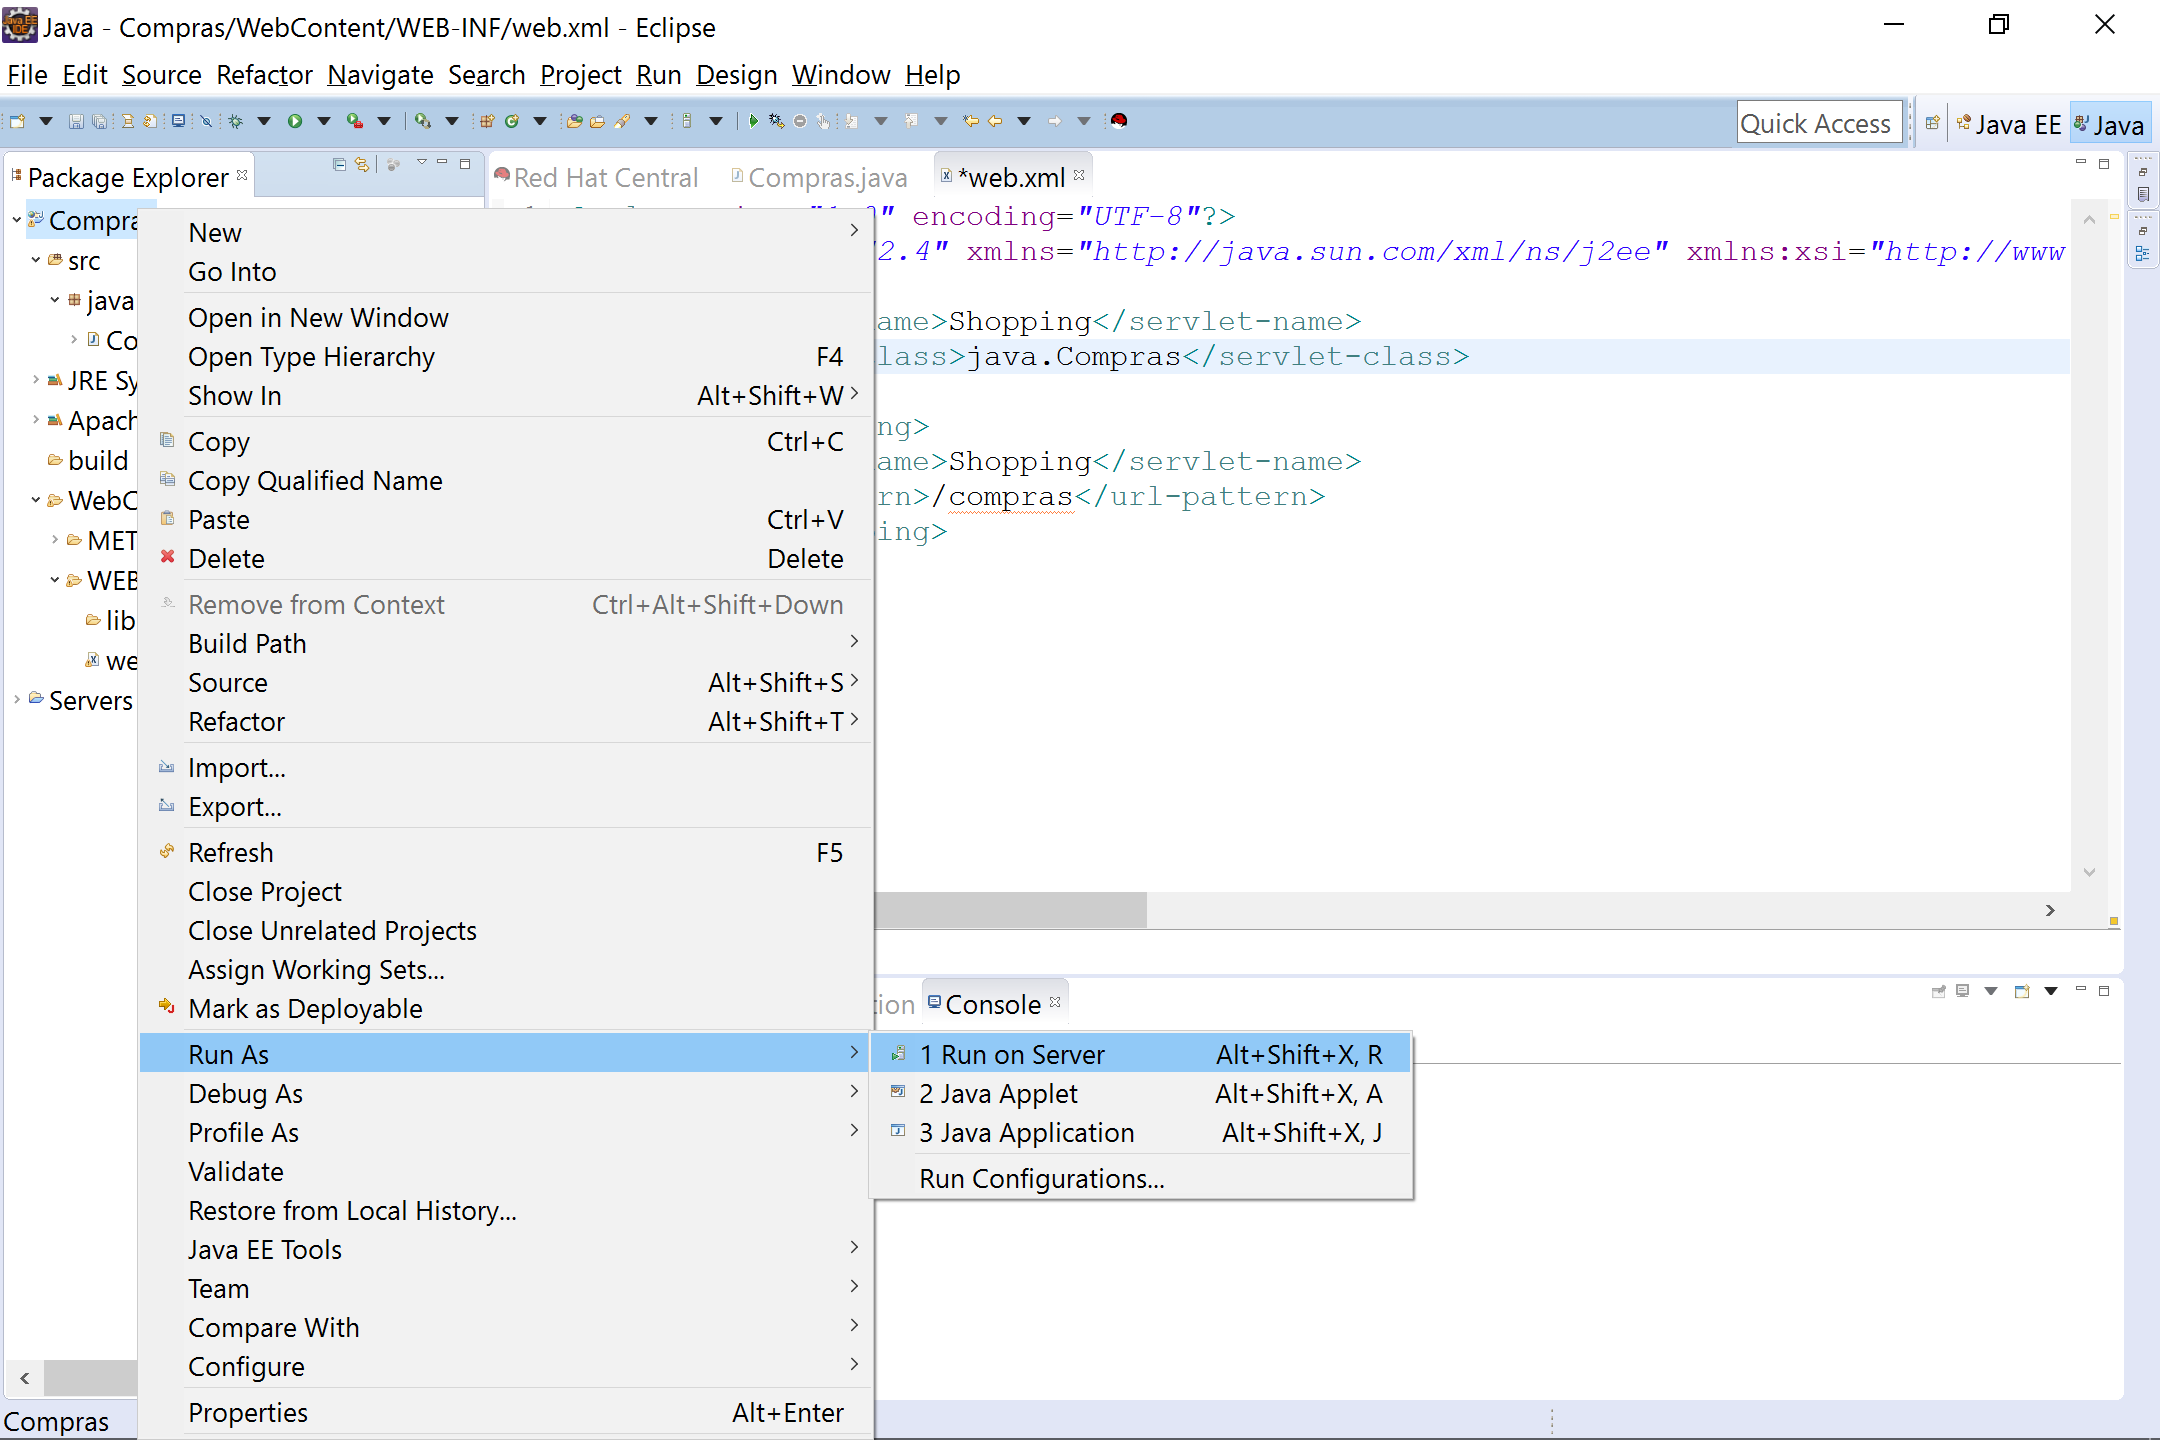 Java - Compras/WebContent/WEB-INF/web.xml - Eclipse
File Edit Source Refactor Navigate Search Project Run Design Window Help
Quick Access Java EE Java
Package Explorer
Red Hat Central Compras.java *web.xml
Compra
src
java
Co
JRE Sy
Apach
build
WebC
MET
WEB
lib
we
Servers
encoding="UTF-8"?>
2.4" xmlns="http://java.sun.com/xml/ns/j2ee" xmlns:xsi="http://www
ame>Shopping</servlet-name>
lass>java.Compras</servlet-class>
ng>
ame>Shopping</servlet-name>
rn>/compras</url-pattern>
ing>
New
Go Into
Open in New Window
Open Type Hierarchy F4
Show In Alt+Shift+W
Copy Ctrl+C
Copy Qualified Name
Paste Ctrl+V
Delete Delete
Remove from Context Ctrl+Alt+Shift+Down
Build Path
Source Alt+Shift+S
Refactor Alt+Shift+T
Import...
Export...
Refresh F5
Close Project
Close Unrelated Projects
Assign Working Sets...
Mark as Deployable
Run As
Debug As
Profile As
Validate
Restore from Local History...
Java EE Tools
Team
Compare With
Configure
Properties Alt+Enter
tion Console
1 Run on Server Alt+Shift+X, R
2 Java Applet Alt+Shift+X, A
3 Java Application Alt+Shift+X, J
Run Configurations...
Compras